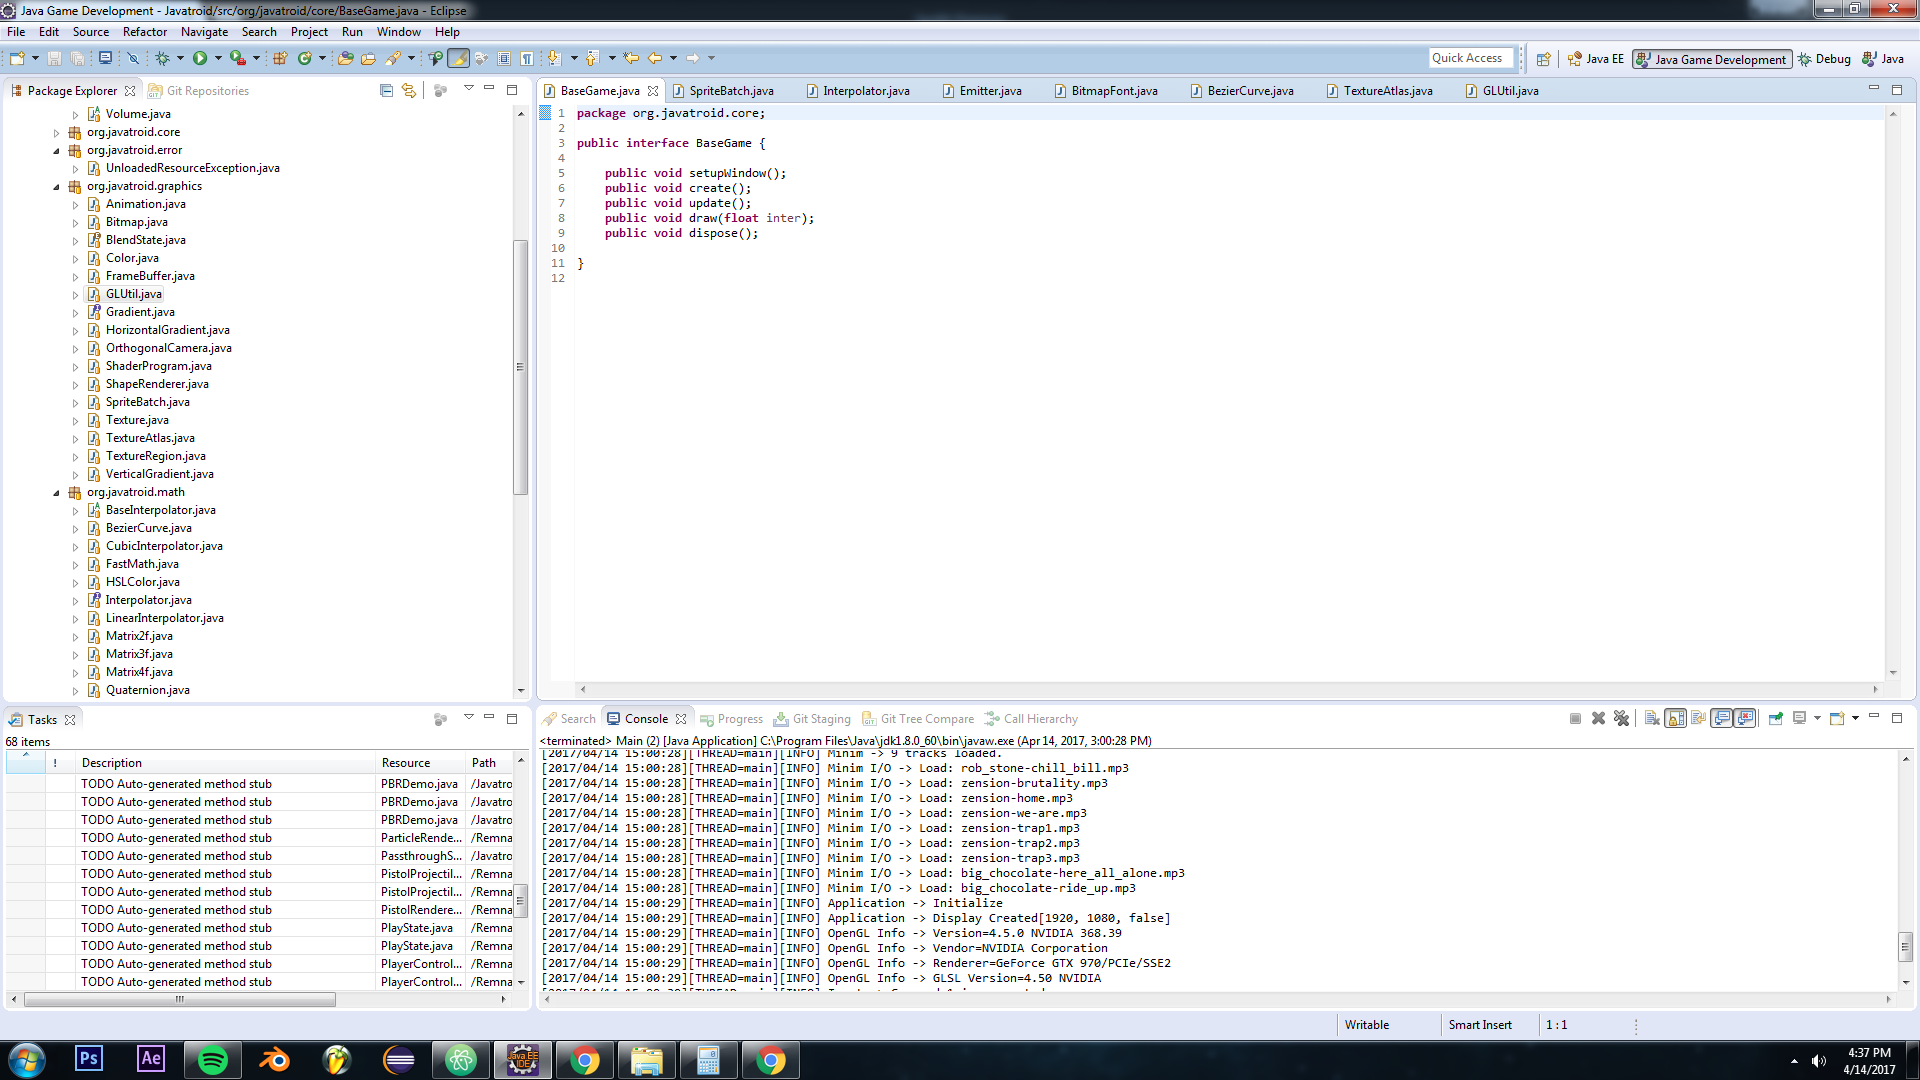 Java Game Development - Javatroid/src/org/javatroid/core/BaseGame.java - Eclipse
File Edit Source Refactor Navigate Search Project Run Window Help
Quick Access
Java EE
Java Game Development
Debug
Java
Package Explorer
Git Repositories
Volume.java
org.javatroid.core
org.javatroid.error
UnloadedResourceException.java
org.javatroid.graphics
Animation.java
Bitmap.java
BlendState.java
Color.java
FrameBuffer.java
GLUtil.java
Gradient.java
HorizontalGradient.java
OrthogonalCamera.java
ShaderProgram.java
ShapeRenderer.java
SpriteBatch.java
Texture.java
TextureAtlas.java
TextureRegion.java
VerticalGradient.java
org.javatroid.math
BaseInterpolator.java
BezierCurve.java
CubicInterpolator.java
FastMath.java
HSLColor.java
Interpolator.java
LinearInterpolator.java
Matrix2f.java
Matrix3f.java
Matrix4f.java
Quaternion.java
BaseGame.java SpriteBatch.java Interpolator.java Emitter.java BitmapFont.java BezierCurve.java TextureAtlas.java GLUtil.java
1 package org.javatroid.core;
2
3 public interface BaseGame {
4
5 public void setupWindow();
6 public void create();
7 public void update();
8 public void draw(float inter);
9 public void dispose();
10
11 }
12
Tasks
68 items
! Description Resource Path
TODO Auto-generated method stub PBRDemo.java /Javatro
TODO Auto-generated method stub PBRDemo.java /Javatro
TODO Auto-generated method stub PBRDemo.java /Javatro
TODO Auto-generated method stub ParticleRende... /Remna
TODO Auto-generated method stub PassthroughS... /Javatro
TODO Auto-generated method stub PistolProjectil... /Remna
TODO Auto-generated method stub PistolProjectil... /Remna
TODO Auto-generated method stub PistolRendere... /Remna
TODO Auto-generated method stub PlayState.java /Remna
TODO Auto-generated method stub PlayState.java /Remna
TODO Auto-generated method stub PlayerControl... /Remna
TODO Auto-generated method stub PlayerControl... /Remna
Search Console Progress Git Staging Git Tree Compare Call Hierarchy
<terminated> Main (2) [Java Application] C:\Program Files\Java\jdk1.8.0_60\bin\javaw.exe (Apr 14, 2017, 3:00:28 PM)
[2017/04/14 15:00:28][THREAD=main][INFO] Minim -> 9 tracks loaded.
[2017/04/14 15:00:28][THREAD=main][INFO] Minim I/O -> Load: rob_stone-chill_bill.mp3
[2017/04/14 15:00:28][THREAD=main][INFO] Minim I/O -> Load: zension-brutality.mp3
[2017/04/14 15:00:28][THREAD=main][INFO] Minim I/O -> Load: zension-home.mp3
[2017/04/14 15:00:28][THREAD=main][INFO] Minim I/O -> Load: zension-we-are.mp3
[2017/04/14 15:00:28][THREAD=main][INFO] Minim I/O -> Load: zension-trap1.mp3
[2017/04/14 15:00:28][THREAD=main][INFO] Minim I/O -> Load: zension-trap2.mp3
[2017/04/14 15:00:28][THREAD=main][INFO] Minim I/O -> Load: zension-trap3.mp3
[2017/04/14 15:00:28][THREAD=main][INFO] Minim I/O -> Load: big_chocolate-here_all_alone.mp3
[2017/04/14 15:00:28][THREAD=main][INFO] Minim I/O -> Load: big_chocolate-ride_up.mp3
[2017/04/14 15:00:29][THREAD=main][INFO] Application -> Initialize
[2017/04/14 15:00:29][THREAD=main][INFO] Application -> Display Created[1920, 1080, false]
[2017/04/14 15:00:29][THREAD=main][INFO] OpenGL Info -> Version=4.5.0 NVIDIA 368.39
[2017/04/14 15:00:29][THREAD=main][INFO] OpenGL Info -> Vendor=NVIDIA Corporation
[2017/04/14 15:00:29][THREAD=main][INFO] OpenGL Info -> Renderer=GeForce GTX 970/PCIe/SSE2
[2017/04/14 15:00:29][THREAD=main][INFO] OpenGL Info -> GLSL Version=4.50 NVIDIA
Writable Smart Insert 1 : 1
Ps Ae Java EE IDE
4:37 PM
4/14/2017